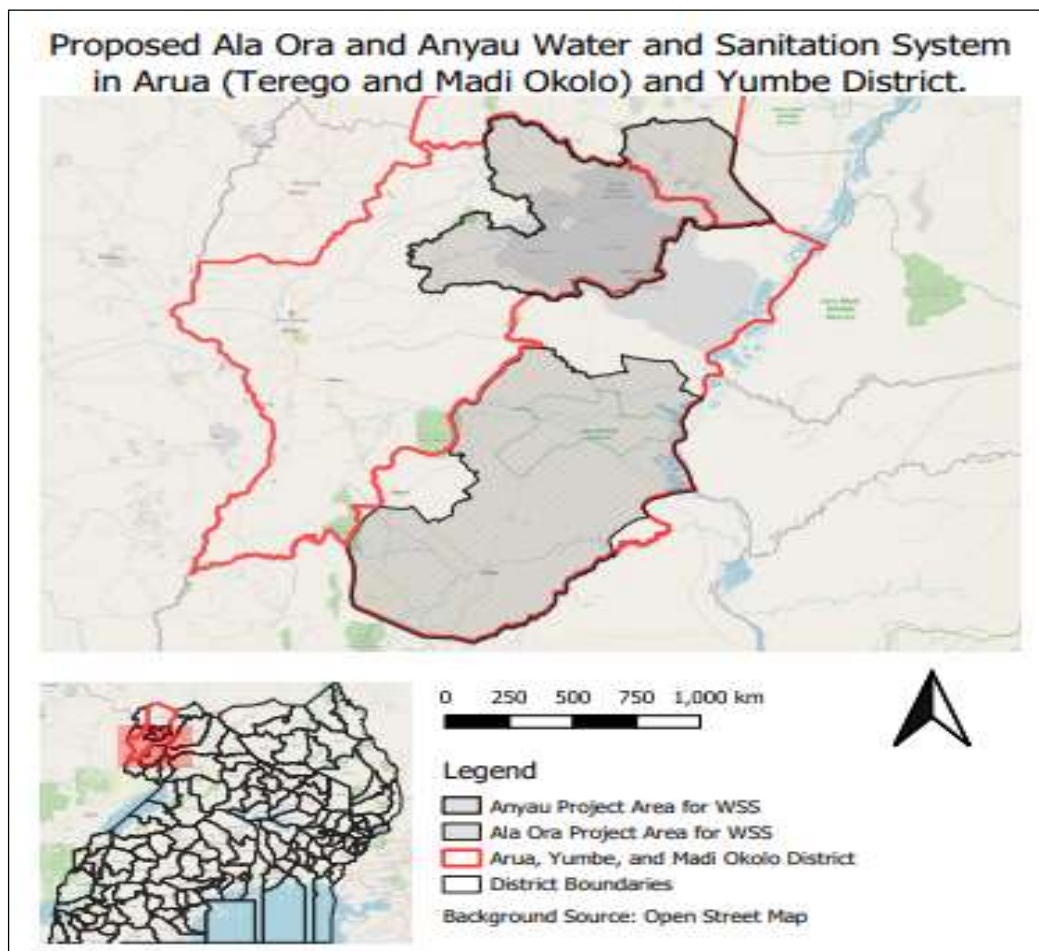 Proposed Ala Ora and Anyau Water and Sanitation System
in Arua (Terego and Madi Okolo) and Yumbe District.
0 250 500 750 1,000 km
Legend
Anyau Project Area for WSS
Ala Ora Project Area for WSS
Arua, Yumbe, and Madi Okolo District
District Boundaries
Background Source: Open Street Map